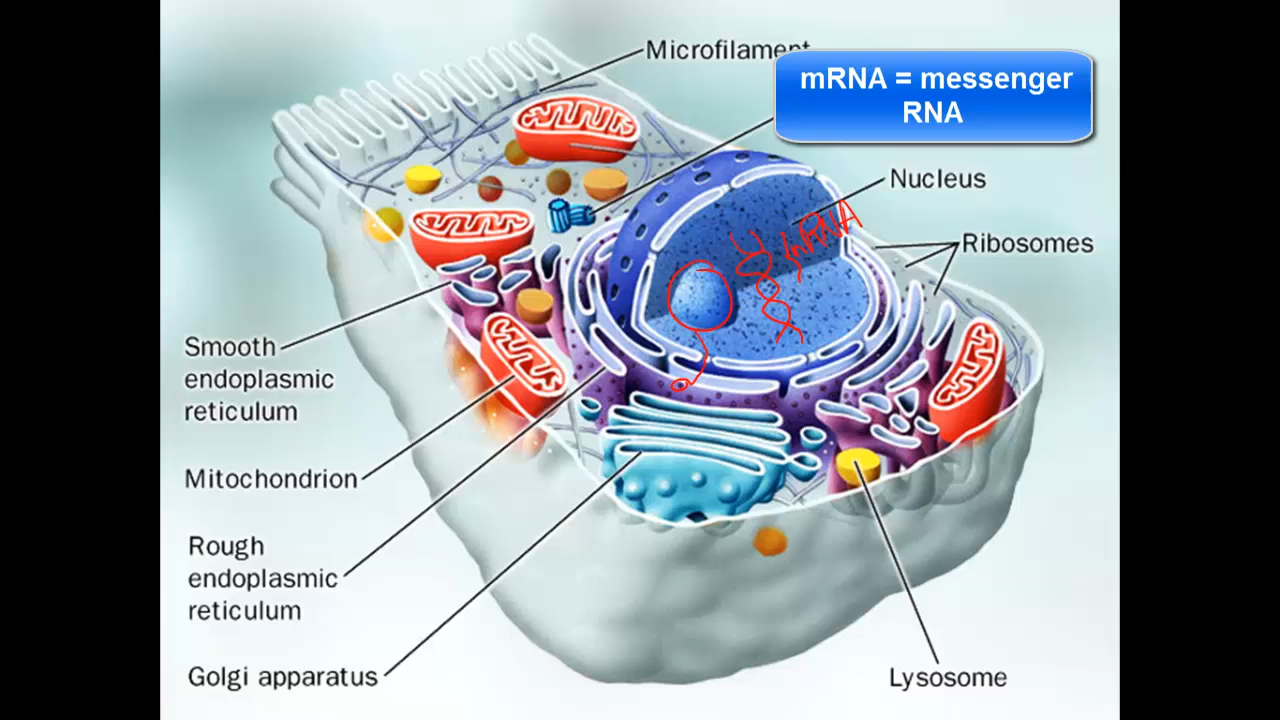 Microfilament
mRNA = messenger
RNA
Nucleus
mRNA
Ribosomes
Smooth
endoplasmic
reticulum
Mitochondrion
Rough
endoplasmic
reticulum
Golgi apparatus
Lysosome